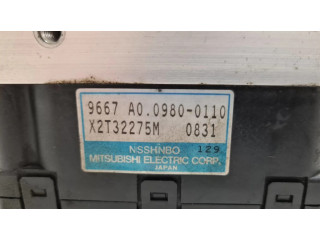 9667 A0.0980-0110
X2T32275M 0831
NSSHNBO 129
MITSUBISHI ELECTRIC CORP.
JAPAN